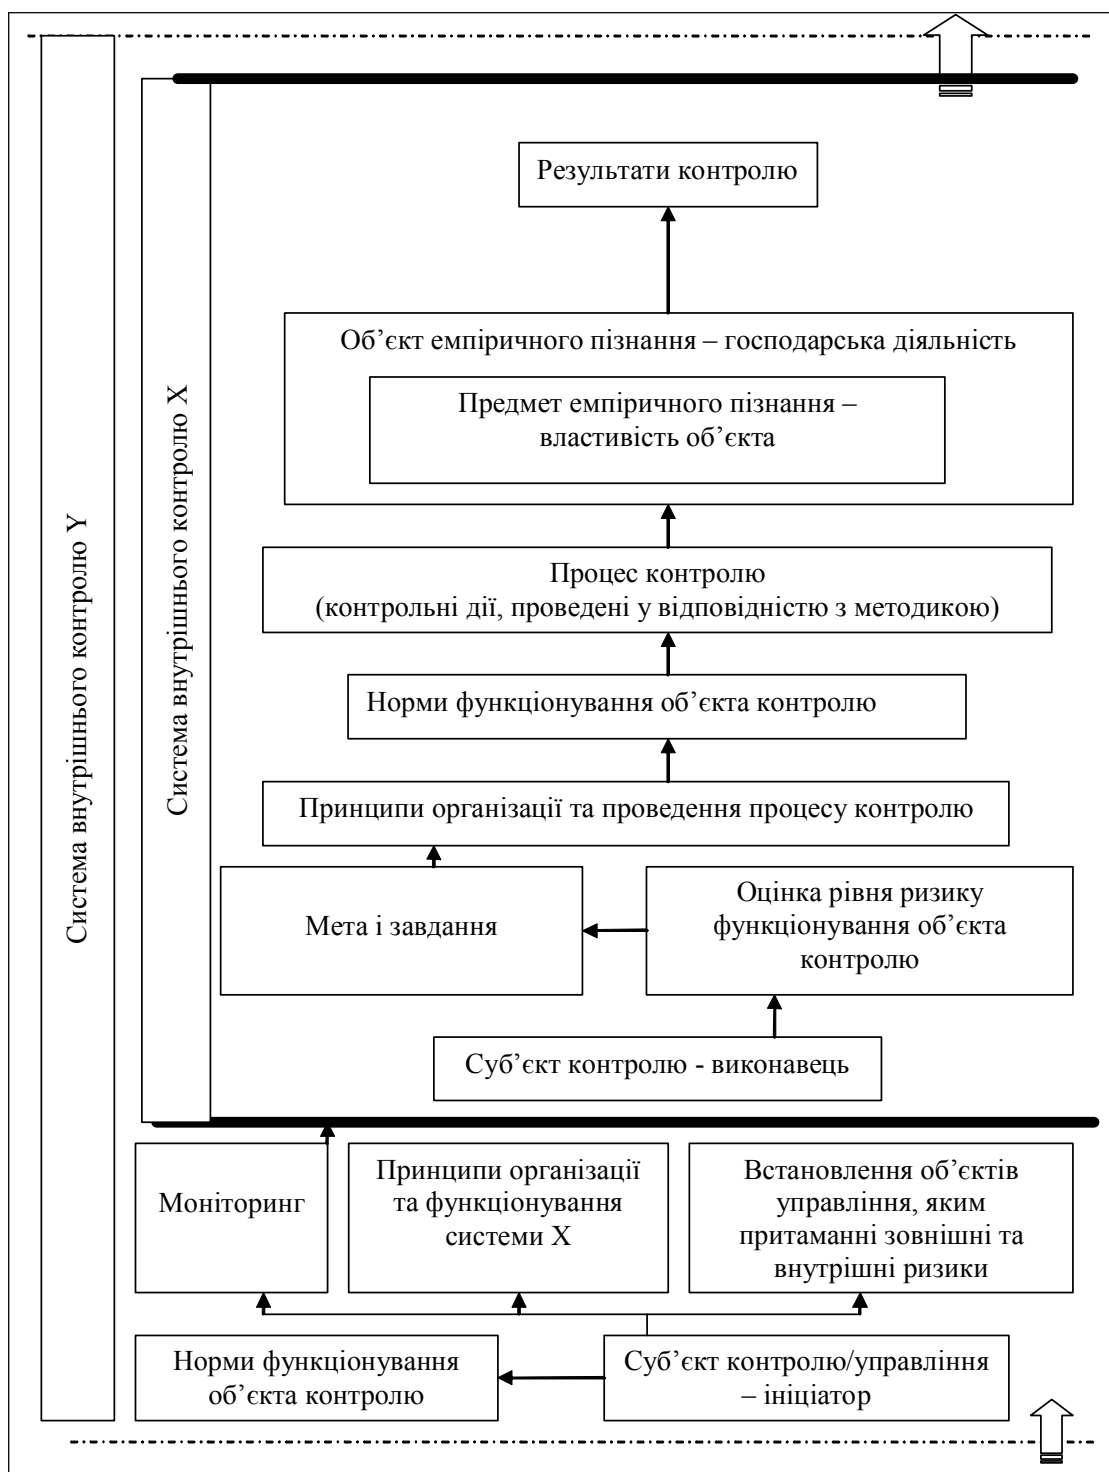 Система внутрішнього контролю Y
Система внутрішнього контролю X
Результати контролю
Об’єкт емпіричного пізнання – господарська діяльність
Предмет емпіричного пізнання –
властивість об’єкта
Процес контролю
(контрольні дії, проведені у відповідністю з методикою)
Норми функціонування об’єкта контролю
Принципи організації та проведення процесу контролю
Мета і завдання
Оцінка рівня ризику
функціонування об’єкта
контролю
Суб’єкт контролю - виконавець
Моніторинг
Принципи організації
та функціонування
системи X
Встановлення об’єктів
управління, яким
притаманні зовнішні та
внутрішні ризики
Норми функціонування
об’єкта контролю
Суб’єкт контролю/управління
– ініціатор